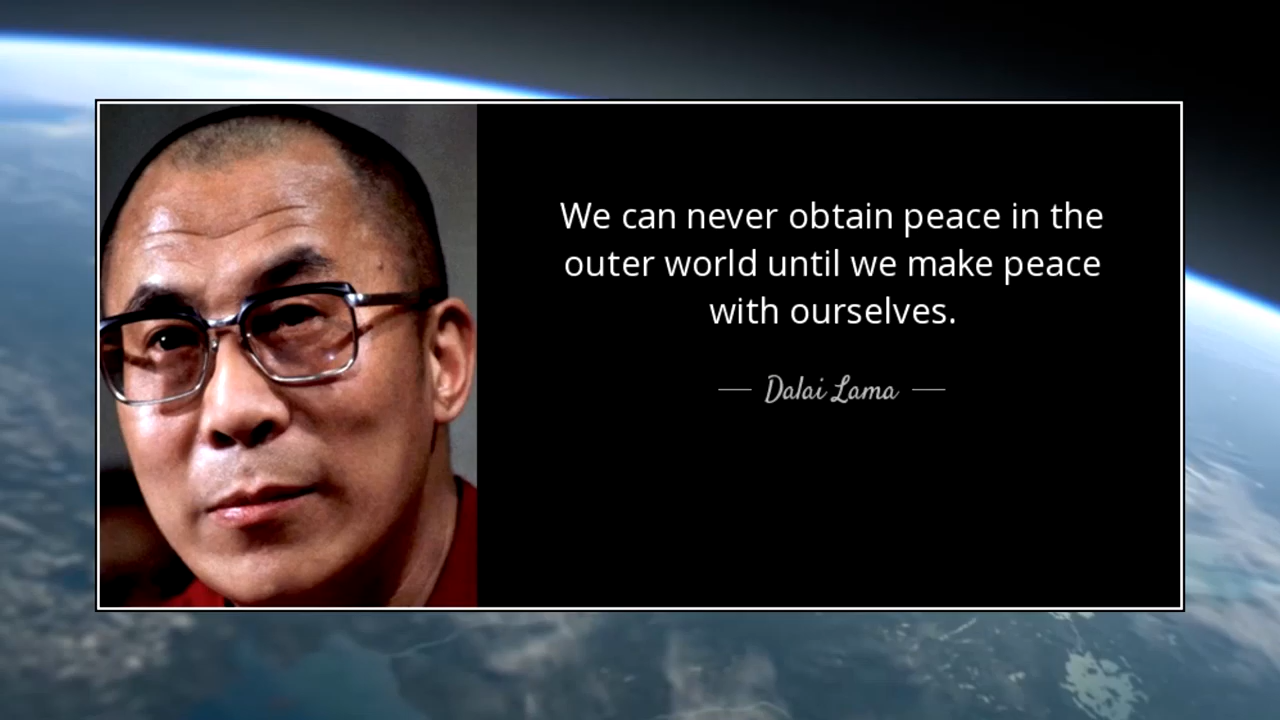 We can never obtain peace in the
outer world until we make peace
with ourselves.
Dalai Lama